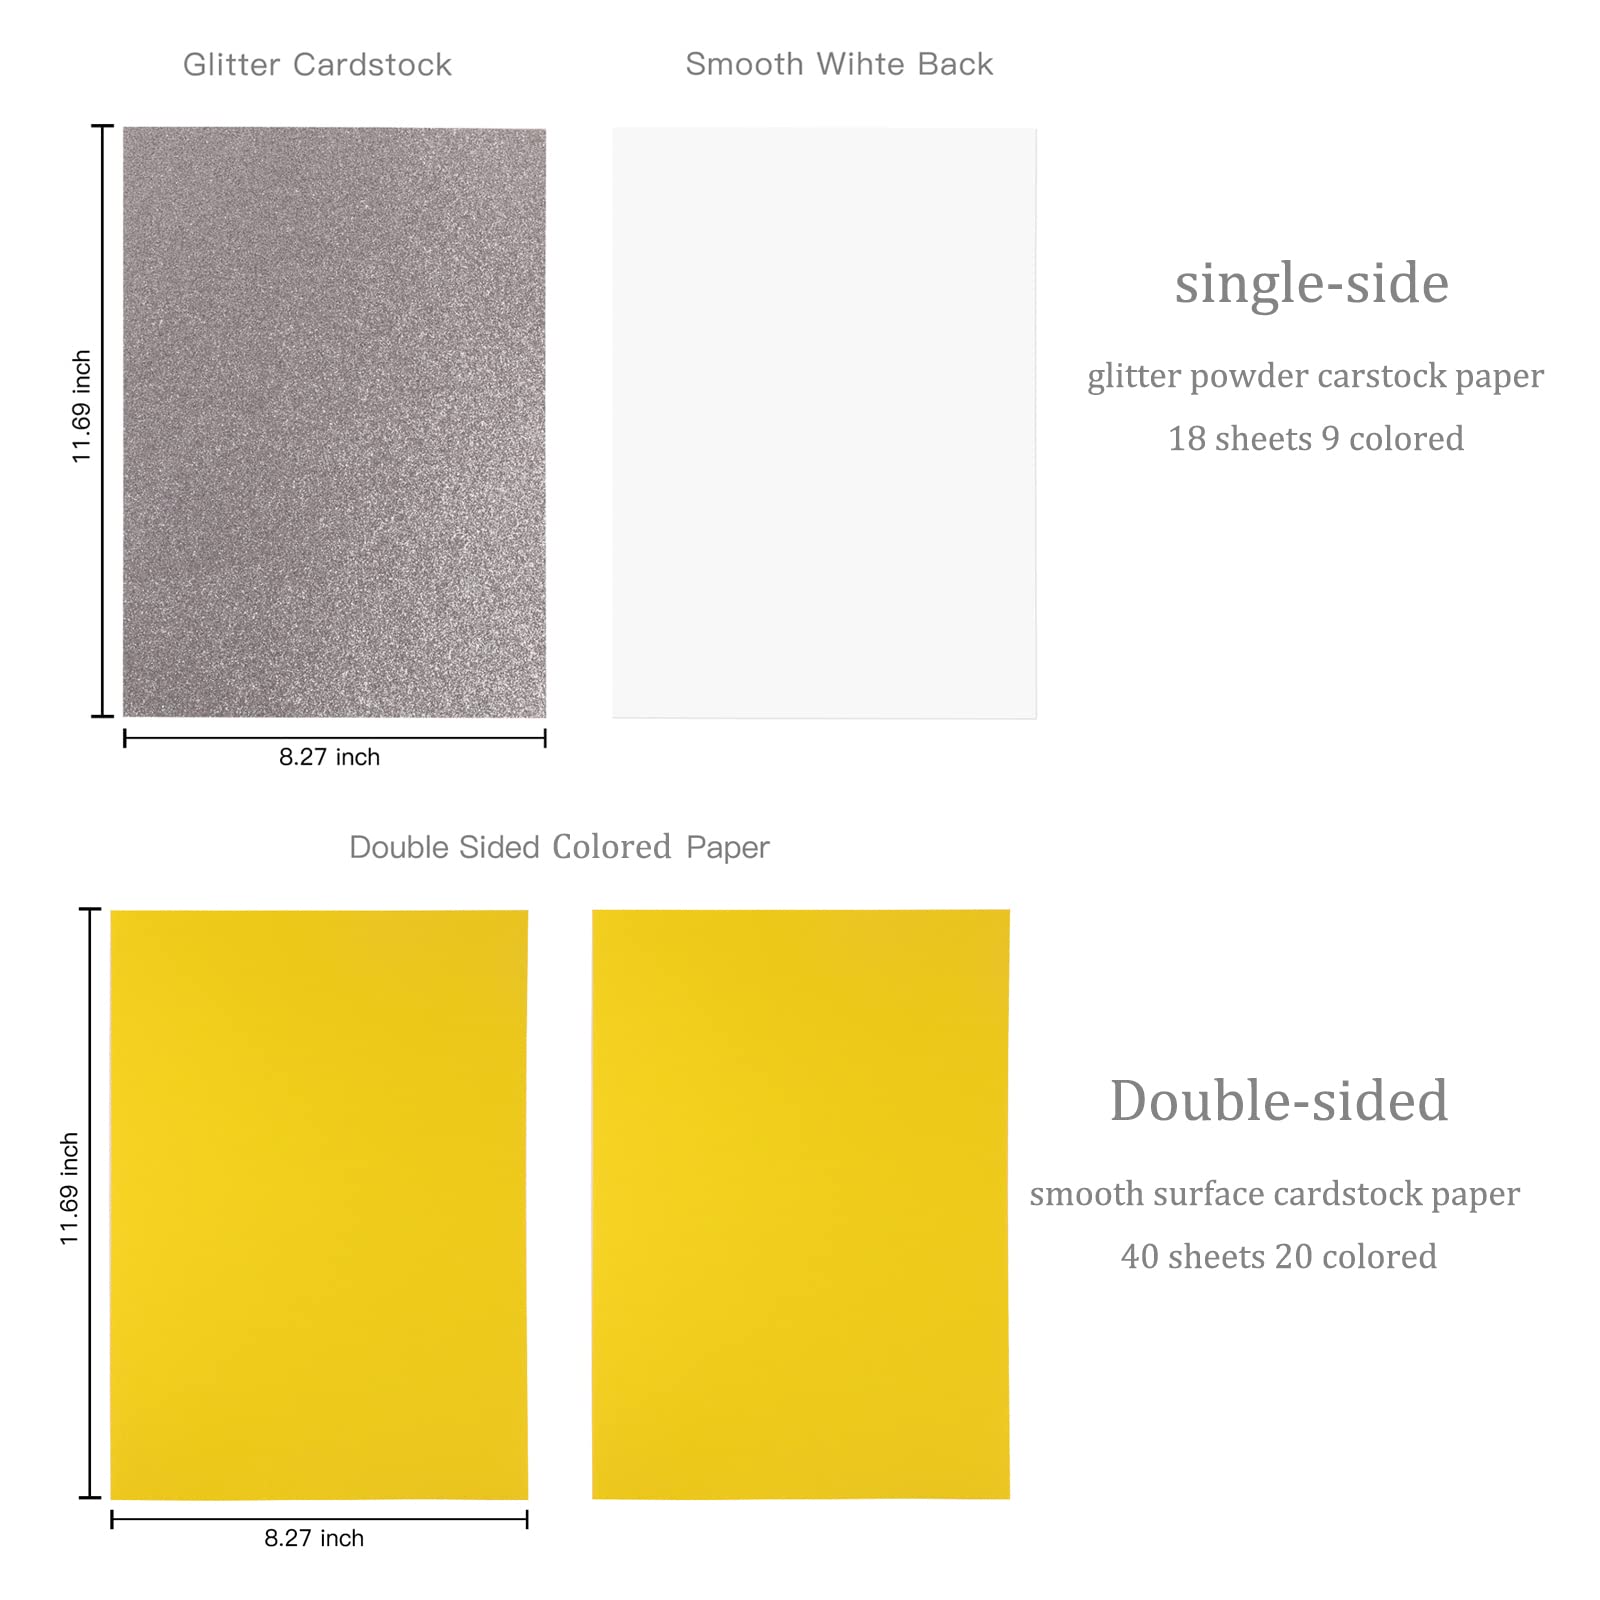 Glitter Cardstock
Smooth Wihte Back
11.69 inch
8.27 inch
single-side
glitter powder carstock paper
18 sheets 9 colored
Double Sided Colored Paper
11.69 inch
8.27 inch
Double-sided
smooth surface cardstock paper
40 sheets 20 colored